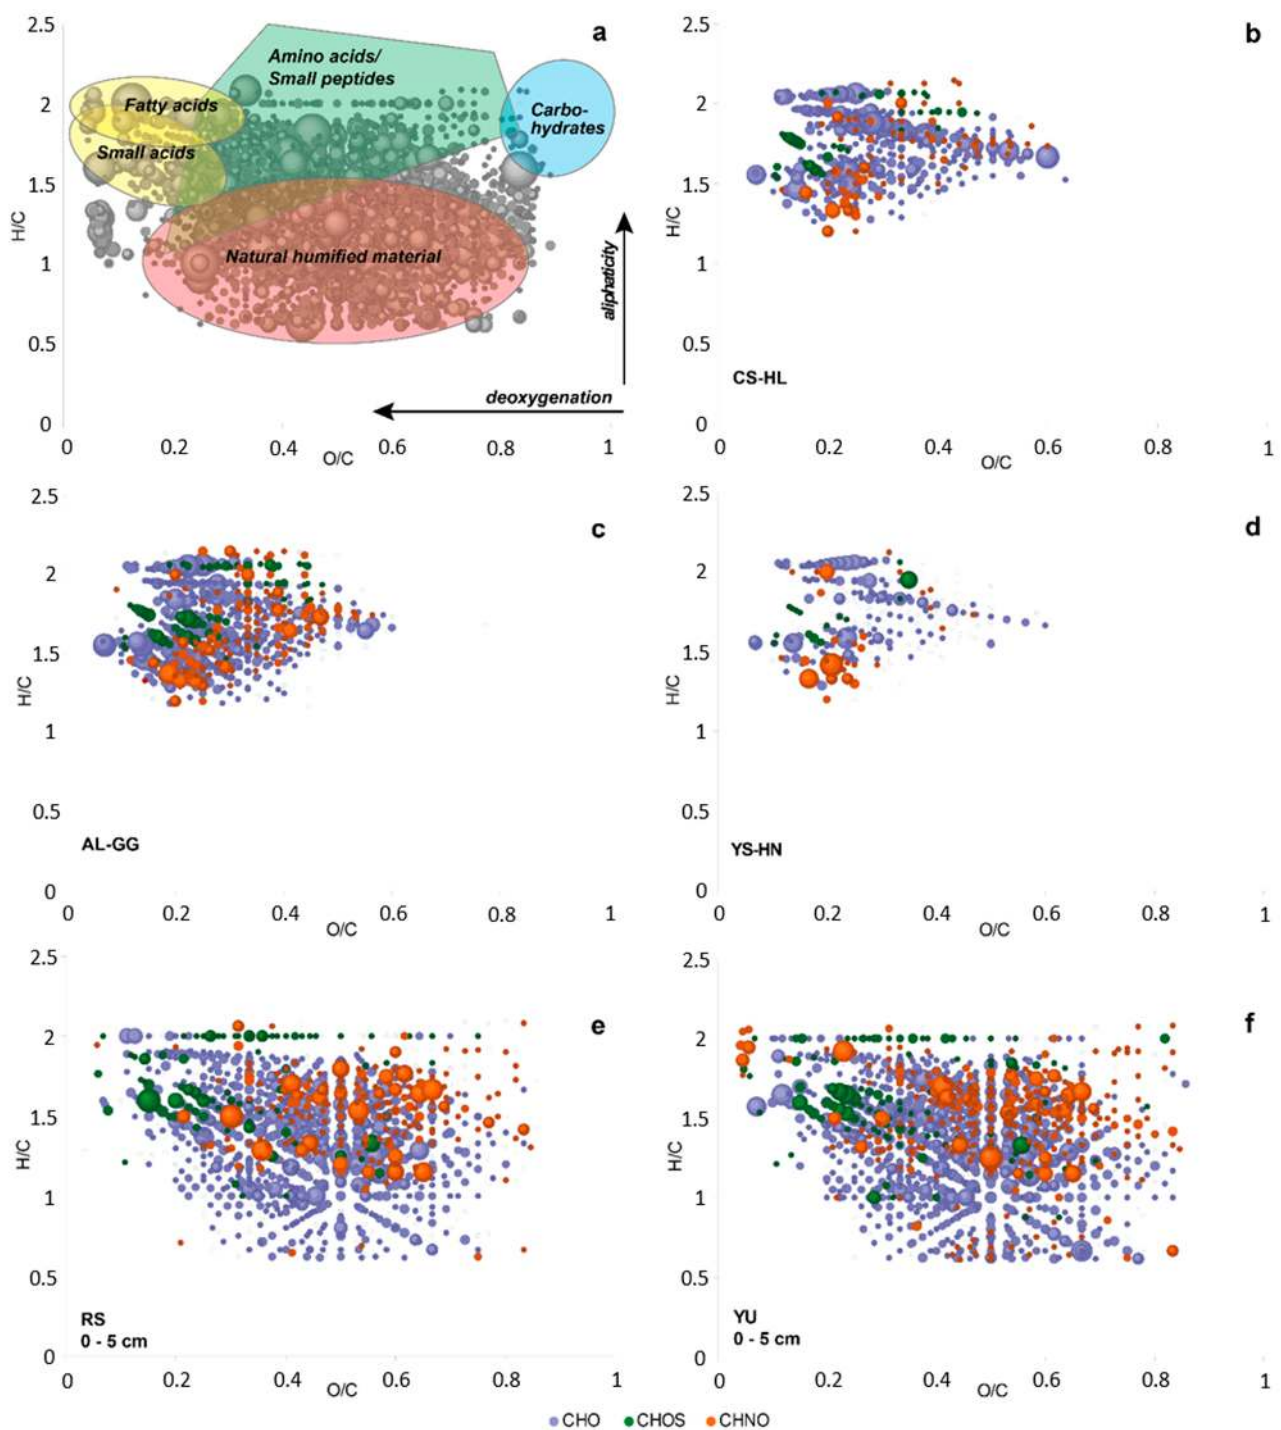 a
2.5
2
1.5
1
0.5
0
H/C
Amino acids/
Small peptides
Fatty acids
Small acids
Carbo-
hydrates
Natural humified material
aliphaticity
deoxygenation
0 0.2 0.4 0.6 0.8 1
O/C
b
2.5
2
1.5
1
0.5
0
H/C
CS-HL
0 0.2 0.4 0.6 0.8 1
O/C
c
2.5
2
1.5
1
0.5
0
H/C
AL-GG
0 0.2 0.4 0.6 0.8 1
O/C
d
2.5
2
1.5
1
0.5
0
H/C
YS-HN
0 0.2 0.4 0.6 0.8 1
O/C
e
2.5
2
1.5
1
0.5
0
H/C
RS
0 - 5 cm
0 0.2 0.4 0.6 0.8 1
O/C
f
2.5
2
1.5
1
0.5
0
H/C
YU
0 - 5 cm
0 0.2 0.4 0.6 0.8 1
O/C
CHO CHOS CHNO